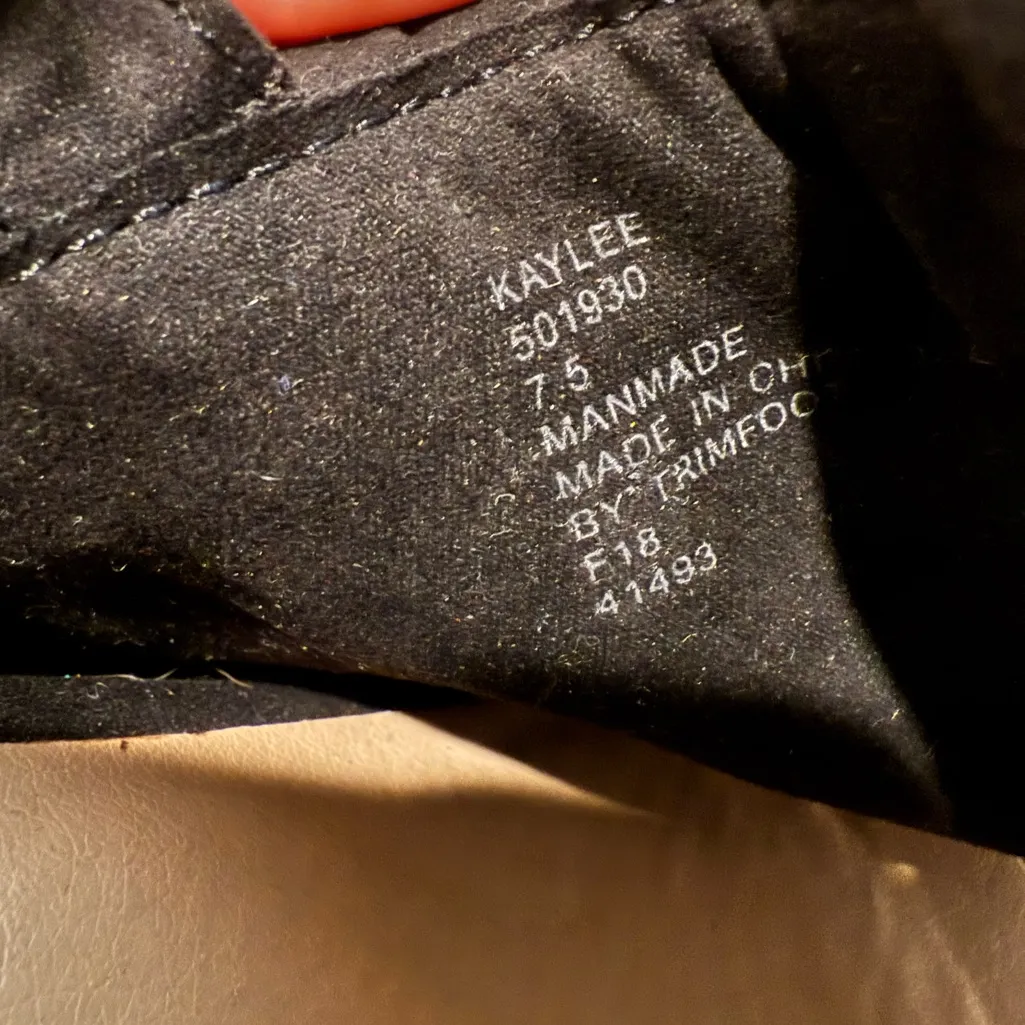 KAYLEE
501930
7.5
MANMADE
MADE IN CH
BY TRIMFOO
F18
41493